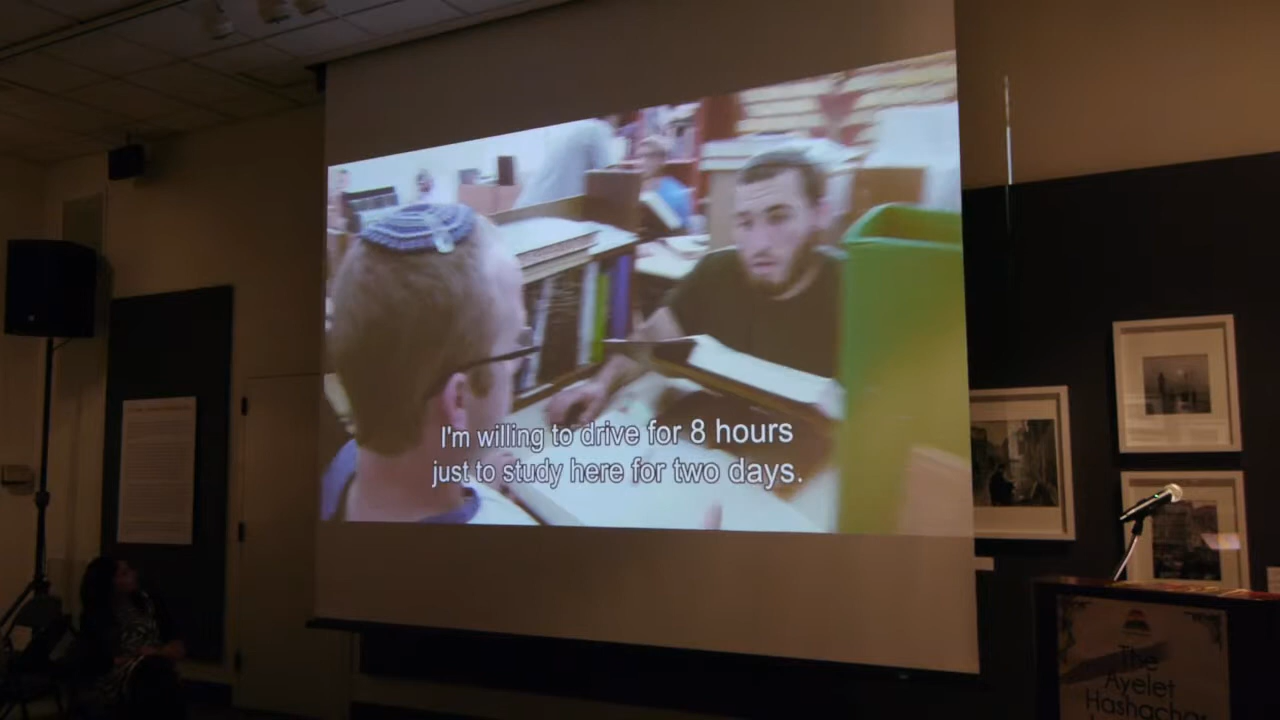 I'm willing to drive for 8 hours
just to study here for two days.
The
Ayelet
Hashachar